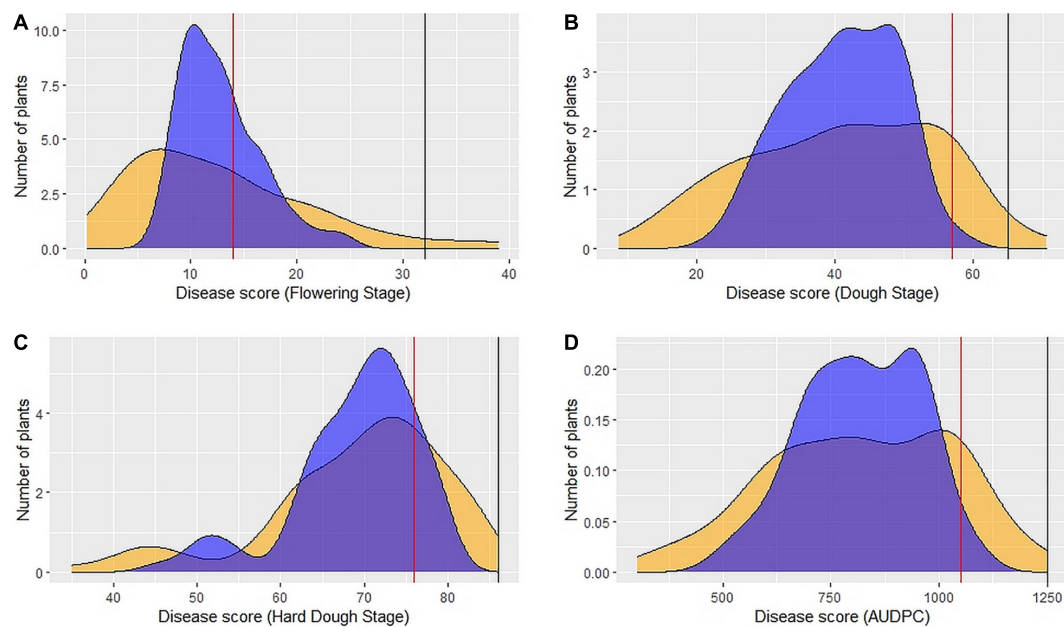 A
Number of plants
10.0
7.5
5.0
2.5
0.0
0 10 20 30 40
Disease score (Flowering Stage)
B
Number of plants
3
2
1
0
20 40 60
Disease score (Dough Stage)
C
Number of plants
4
2
0
40 50 60 70 80
Disease score (Hard Dough Stage)
D
Number of plants
0.20
0.15
0.10
0.05
0.00
500 750 1000 1250
Disease score (AUDPC)